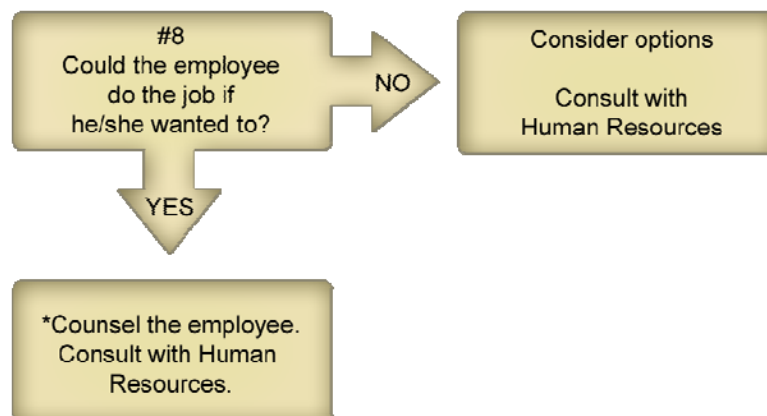 #8
Could the employee
do the job if
he/she wanted to?
NO
Consider options
Consult with
Human Resources
YES
*Counsel the employee.
Consult with Human
Resources.